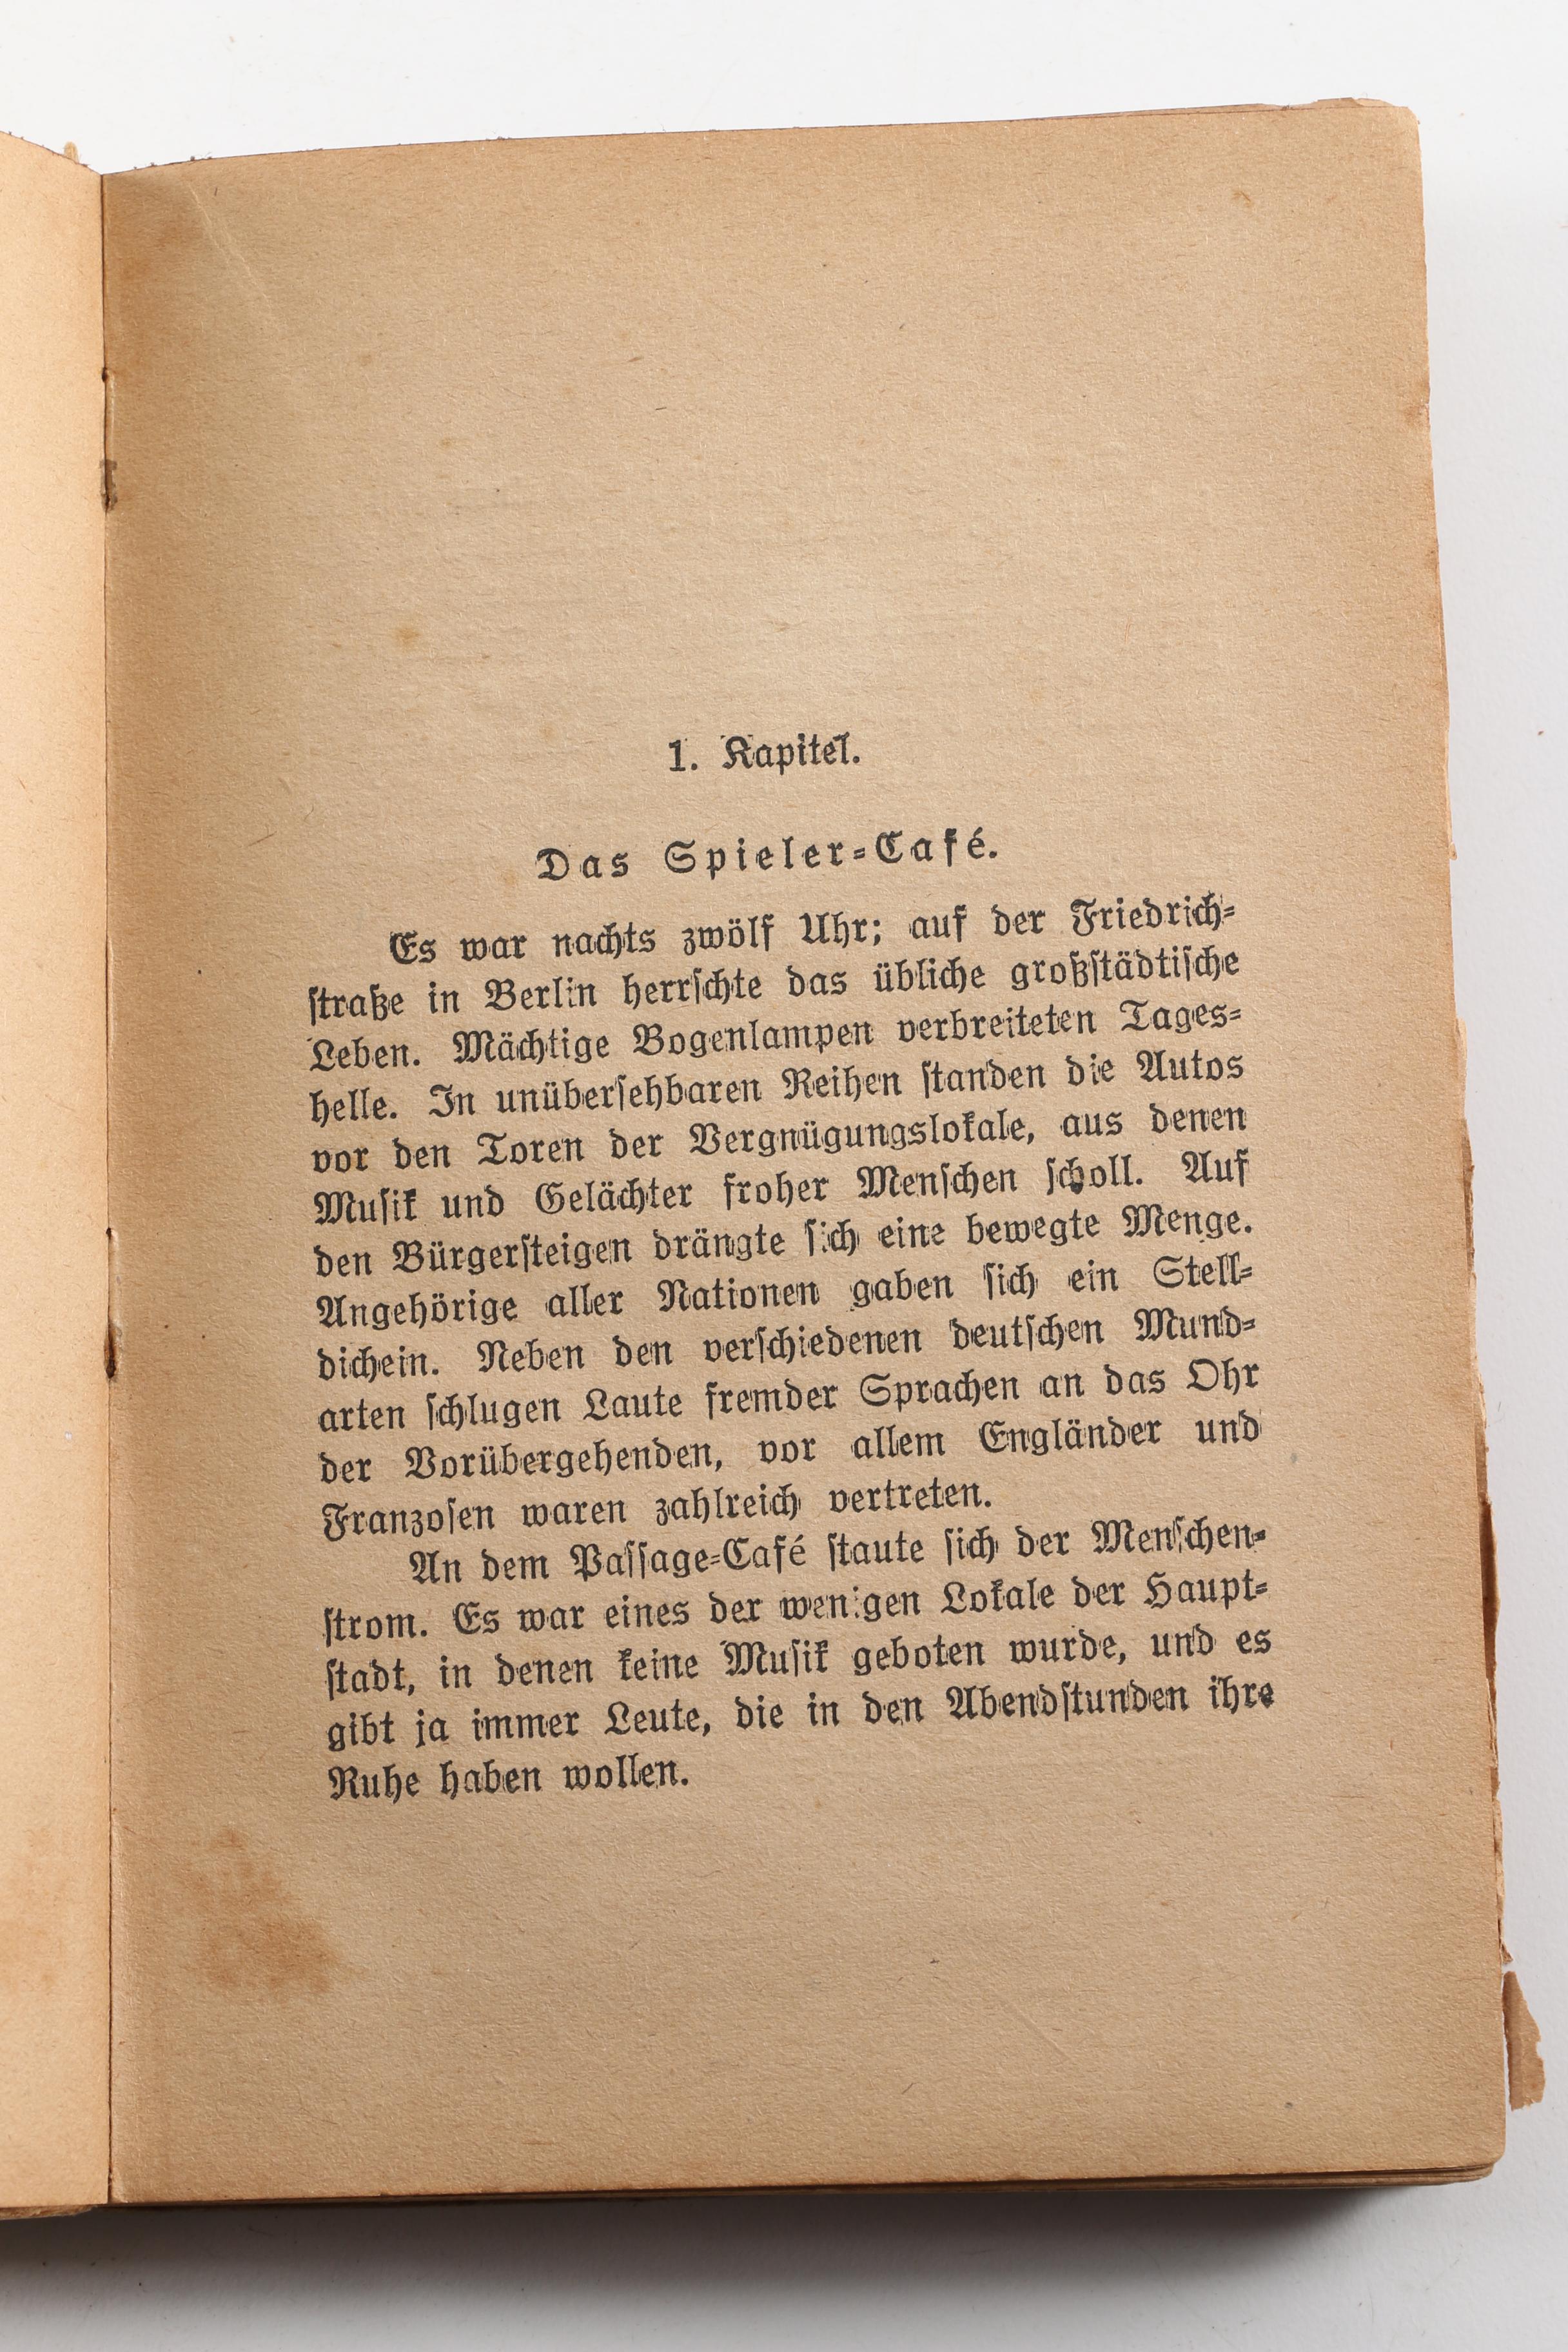 1. Kapitel.
Das Spieler-Café.
Es war nachts zwölf Uhr; auf der Friedrich-
straße in Berlin herrschte das übliche großstädtische
Leben. Mächtige Bogenlampen verbreiteten Tages-
helle. In unübersehbaren Reihen standen die Autos
vor den Toren der Vergnügungslokale, aus denen
Musik und Gelächter froher Menschen scholl. Auf
den Bürgersteigen drängte sich eine bewegte Menge.
Angehörige aller Nationen gaben sich ein Stell-
dichein. Neben den verschiedenen deutschen Mund-
arten schlugen Laute fremder Sprachen an das Ohr
der Vorübergehenden, vor allem Engländer und
Franzosen waren zahlreich vertreten.
An dem Passage-Café staute sich der Menschen-
strom. Es war eines der wenigen Lokale der Haupt-
stadt, in denen keine Musik geboten wurde, und es
gibt ja immer Leute, die in den Abendstunden ihre
Ruhe haben wollen.